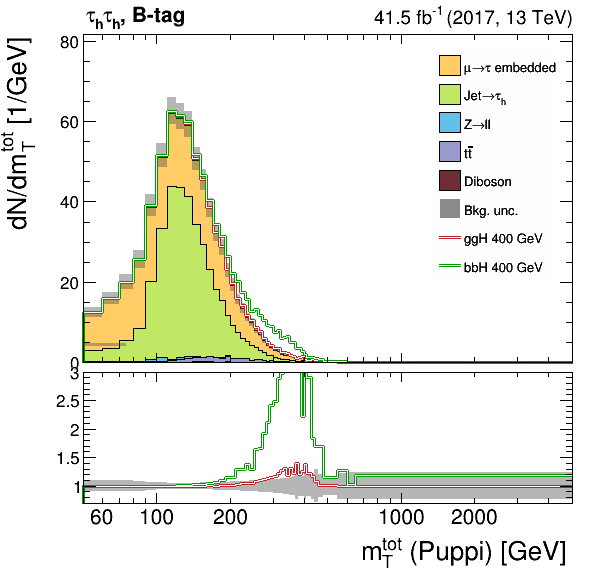 τhτh, B-tag
41.5 fb⁻¹ (2017, 13 TeV)
dN/dmTtot [1/GeV]
80
60
40
20
0
μ→τ embedded
Jet→τh
Z→ll
tt̄
Diboson
Bkg. unc.
ggH 400 GeV
bbH 400 GeV
3
2.5
2
1.5
1
60
100
200
1000
2000
mTtot (Puppi) [GeV]